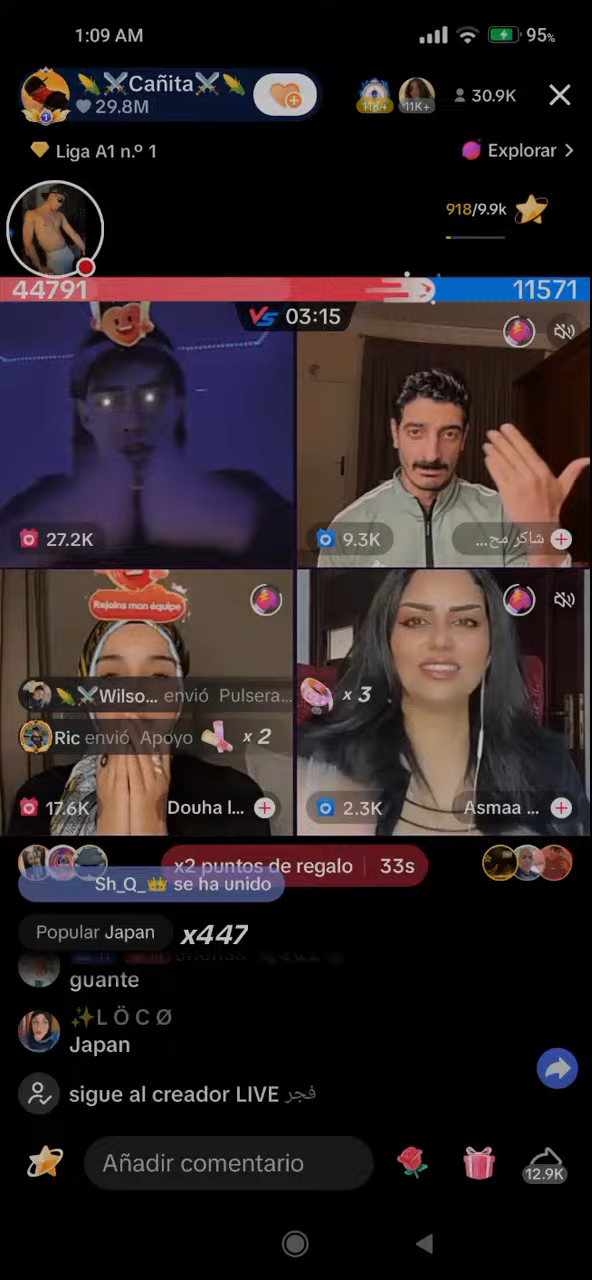 1:09 AM
95%
🌽⚔️Cañita⚔️🌽
29.8M
11K+
11K+
30.9K
Liga A1 n.º 1
Explorar
918/9.9k
44791
11571
VS 03:15
27.2K
9.3K
شاكر مح...
Rejoins mon équipe
🌽⚔️Wilso... envió Pulsera...
x 3
Ric envió Apoyo
x 2
17.6K
Douha I...
2.3K
Asmaa ...
x2 puntos de regalo
33s
Sh_Q_👑 se ha unido
Popular Japan
x447
guante
✨L Ö C Ø
Japan
sigue al creador LIVE فجر
Añadir comentario
12.9K